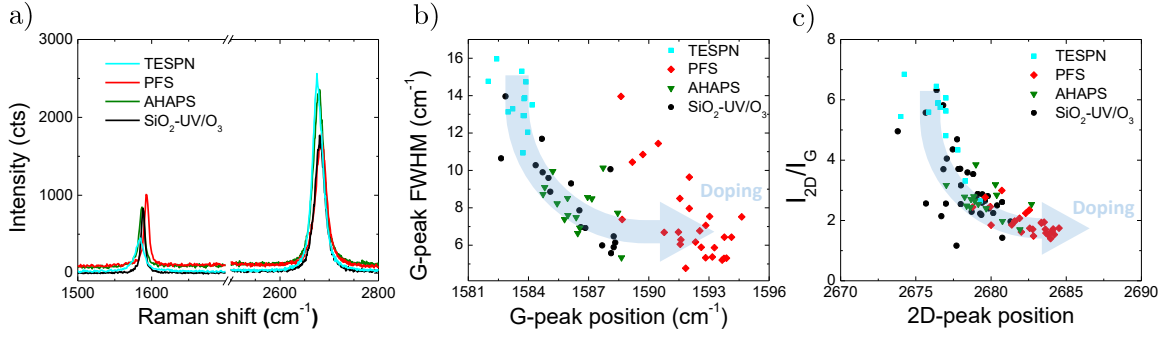 a)
3000
2000
1000
0
Intensity (cts)
TESPN
PFS
AHAPS
SiO₂-UV/O₃
1500 1600 2600 2800
Raman shift (cm⁻¹)
b)
16
14
12
10
8
6
G-peak FWHM (cm⁻¹)
TESPN
PFS
AHAPS
SiO₂-UV/O₃
Doping
1581 1584 1587 1590 1593 1596
G-peak position (cm⁻¹)
c)
8
6
4
2
0
I₂D/I_G
TESPN
PFS
AHAPS
SiO₂-UV/O₃
Doping
2670 2675 2680 2685 2690
2D-peak position